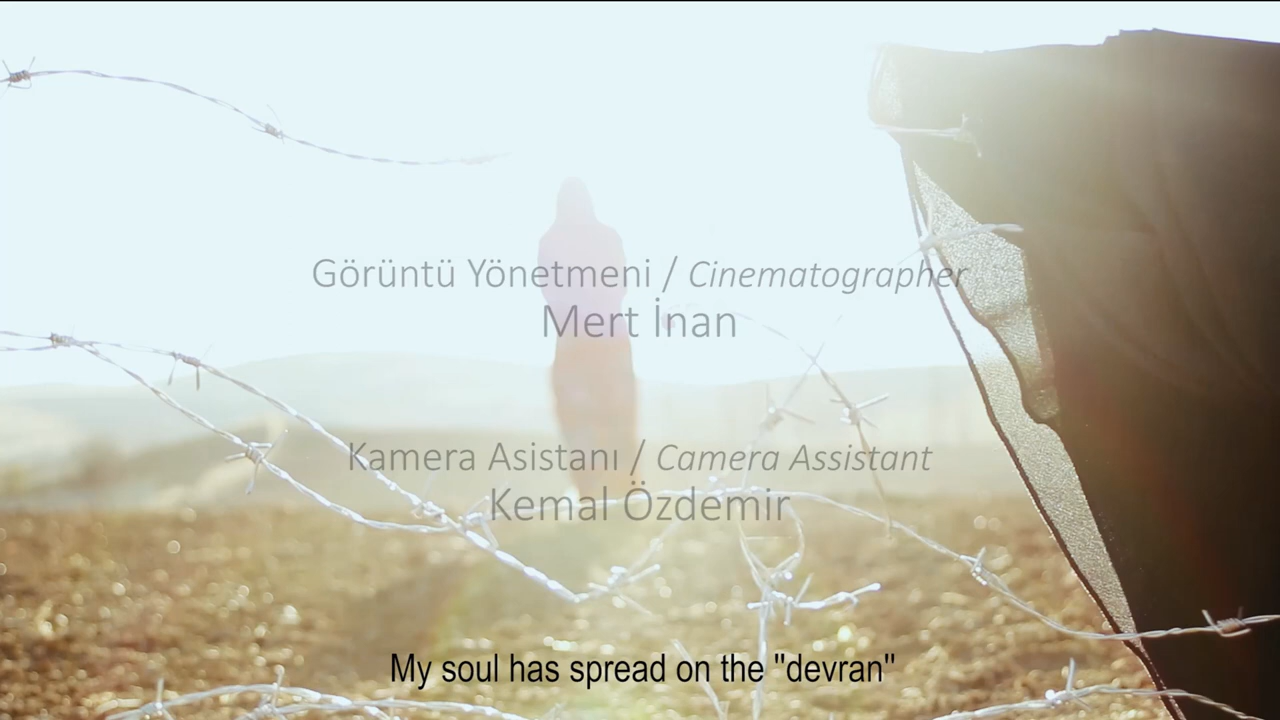 Görüntü Yönetmeni / Cinematographer
Mert İnan
Kamera Asistanı / Camera Assistant
Kemal Özdemir
My soul has spread on the "devran"